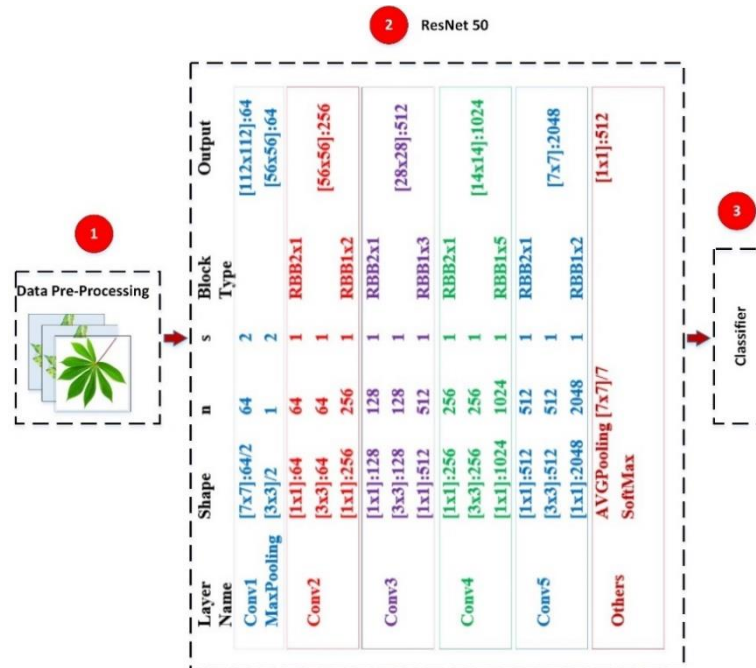 2 ResNet 50
1
Data Pre-Processing
Layer Name Shape n s Block Type Output
Conv1 [7x7]:64/2 64 2 [112x112]:64
MaxPooling [3x3]/2 1 2 [56x56]:64
Conv2 [1x1]:64 64 1 RBB2x1 [56x56]:256
[3x3]:64 64 1
[1x1]:256 256 1 RBB1x2
Conv3 [1x1]:128 128 1 RBB2x1 [28x28]:512
[3x3]:128 128 1
[1x1]:512 512 1 RBB1x3
Conv4 [1x1]:256 256 1 RBB2x1 [14x14]:1024
[3x3]:256 256 1
[1x1]:1024 1024 1 RBB1x5
Conv5 [1x1]:512 512 1 RBB2x1 [7x7]:2048
[3x3]:512 512 1
[1x1]:2048 2048 1 RBB1x2
Others AVGPooling [7x7]/7 [1x1]:512
SoftMax
3
Classifier